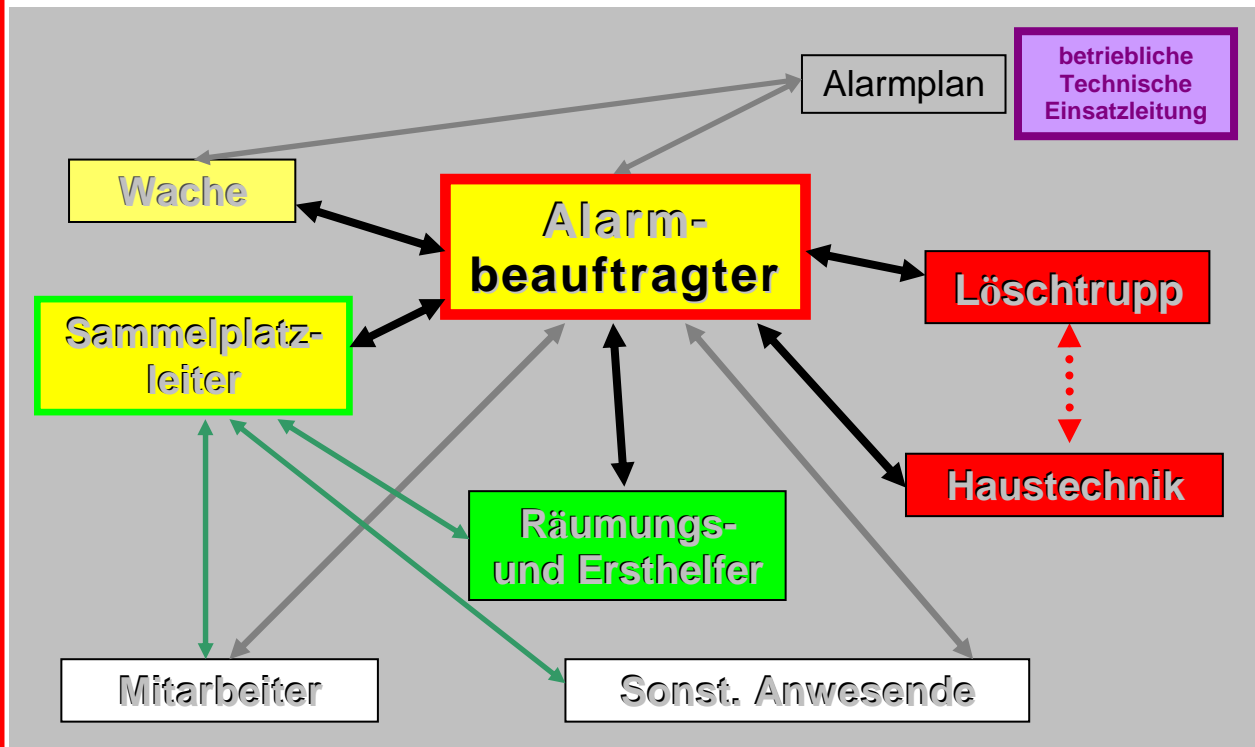 betriebliche
Technische
Einsatzleitung
Alarmplan
Wache
Alarm-
beauftragter
Löschtrupp
Sammelplatz-
leiter
Haustechnik
Räumungs-
und Ersthelfer
Mitarbeiter
Sonst. Anwesende